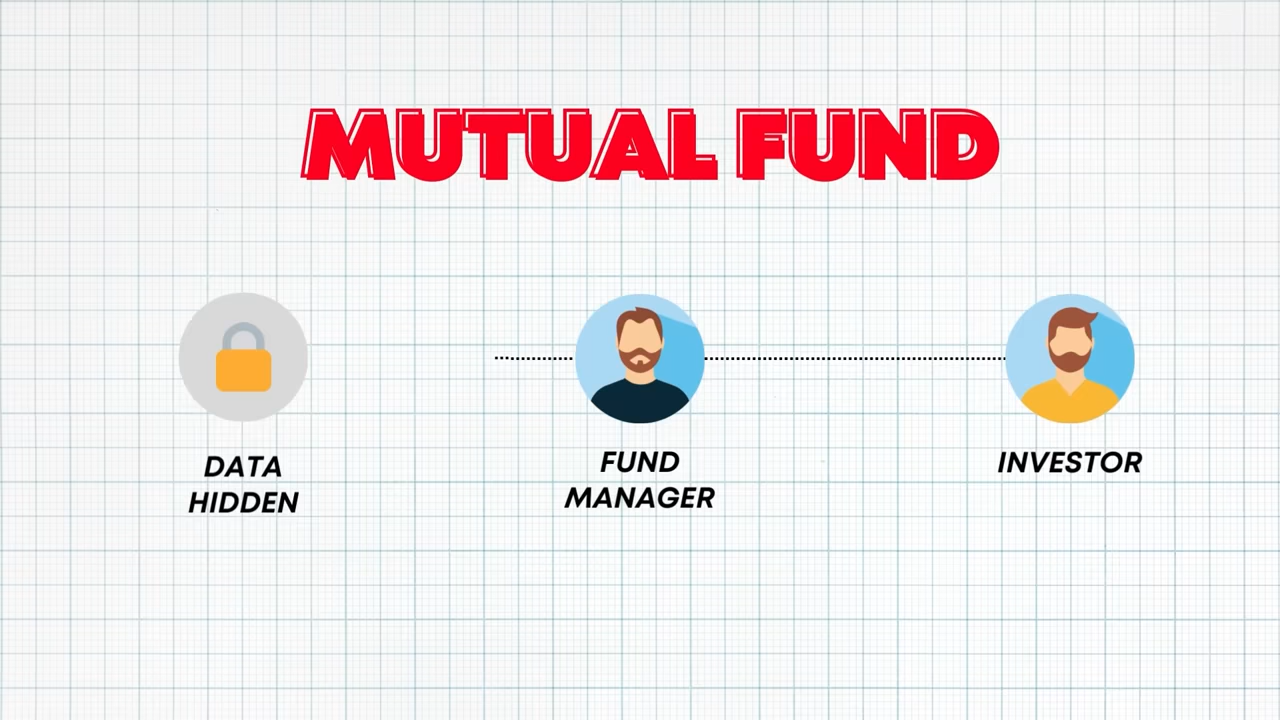 MUTUAL FUND
DATA
HIDDEN
FUND
MANAGER
INVESTOR